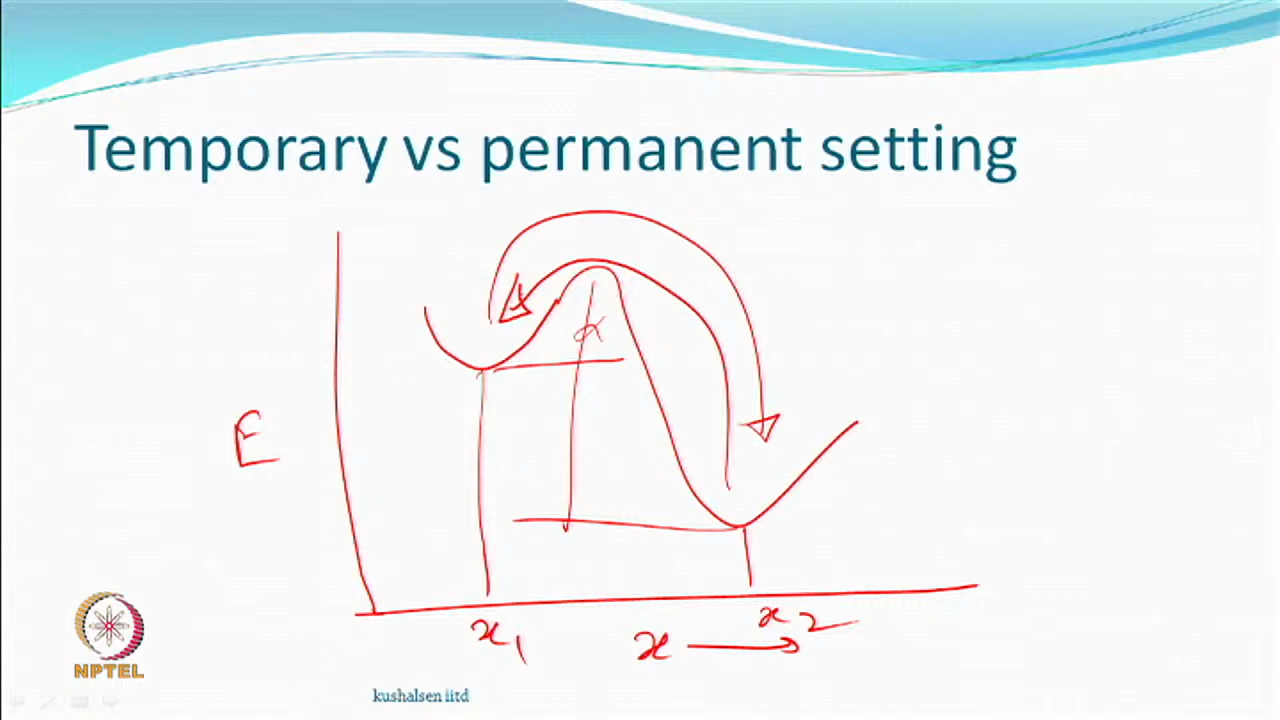 Temporary vs permanent setting
E
x₁
x₂
x
NPTEL
kushalsen iitd